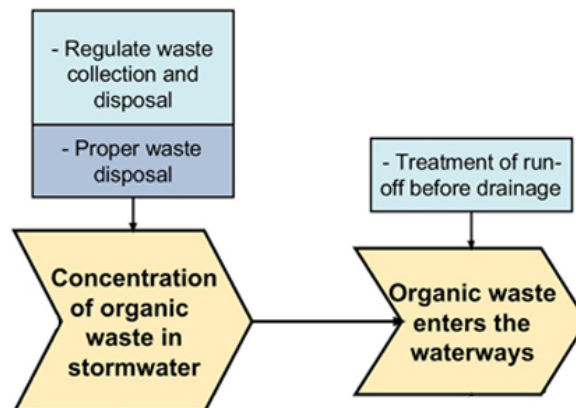 - Regulate waste
collection and
disposal
- Proper waste
disposal
- Treatment of run-
off before drainage
Concentration
of organic
waste in
stormwater
Organic waste
enters the
waterways